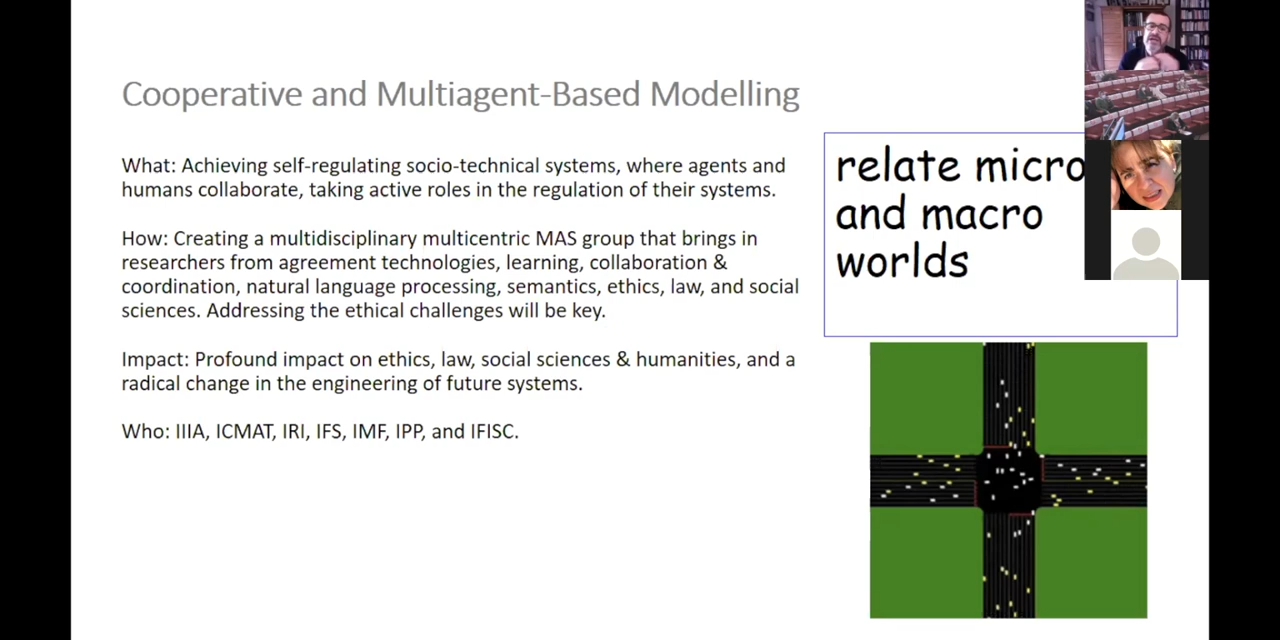 Cooperative and Multiagent-Based Modelling
What: Achieving self-regulating socio-technical systems, where agents and
humans collaborate, taking active roles in the regulation of their systems.
How: Creating a multidisciplinary multicentric MAS group that brings in
researchers from agreement technologies, learning, collaboration &
coordination, natural language processing, semantics, ethics, law, and social
sciences. Addressing the ethical challenges will be key.
Impact: Profound impact on ethics, law, social sciences & humanities, and a
radical change in the engineering of future systems.
Who: IIIA, ICMAT, IRI, IFS, IMF, IPP, and IFISC.
relate micro
and macro
worlds